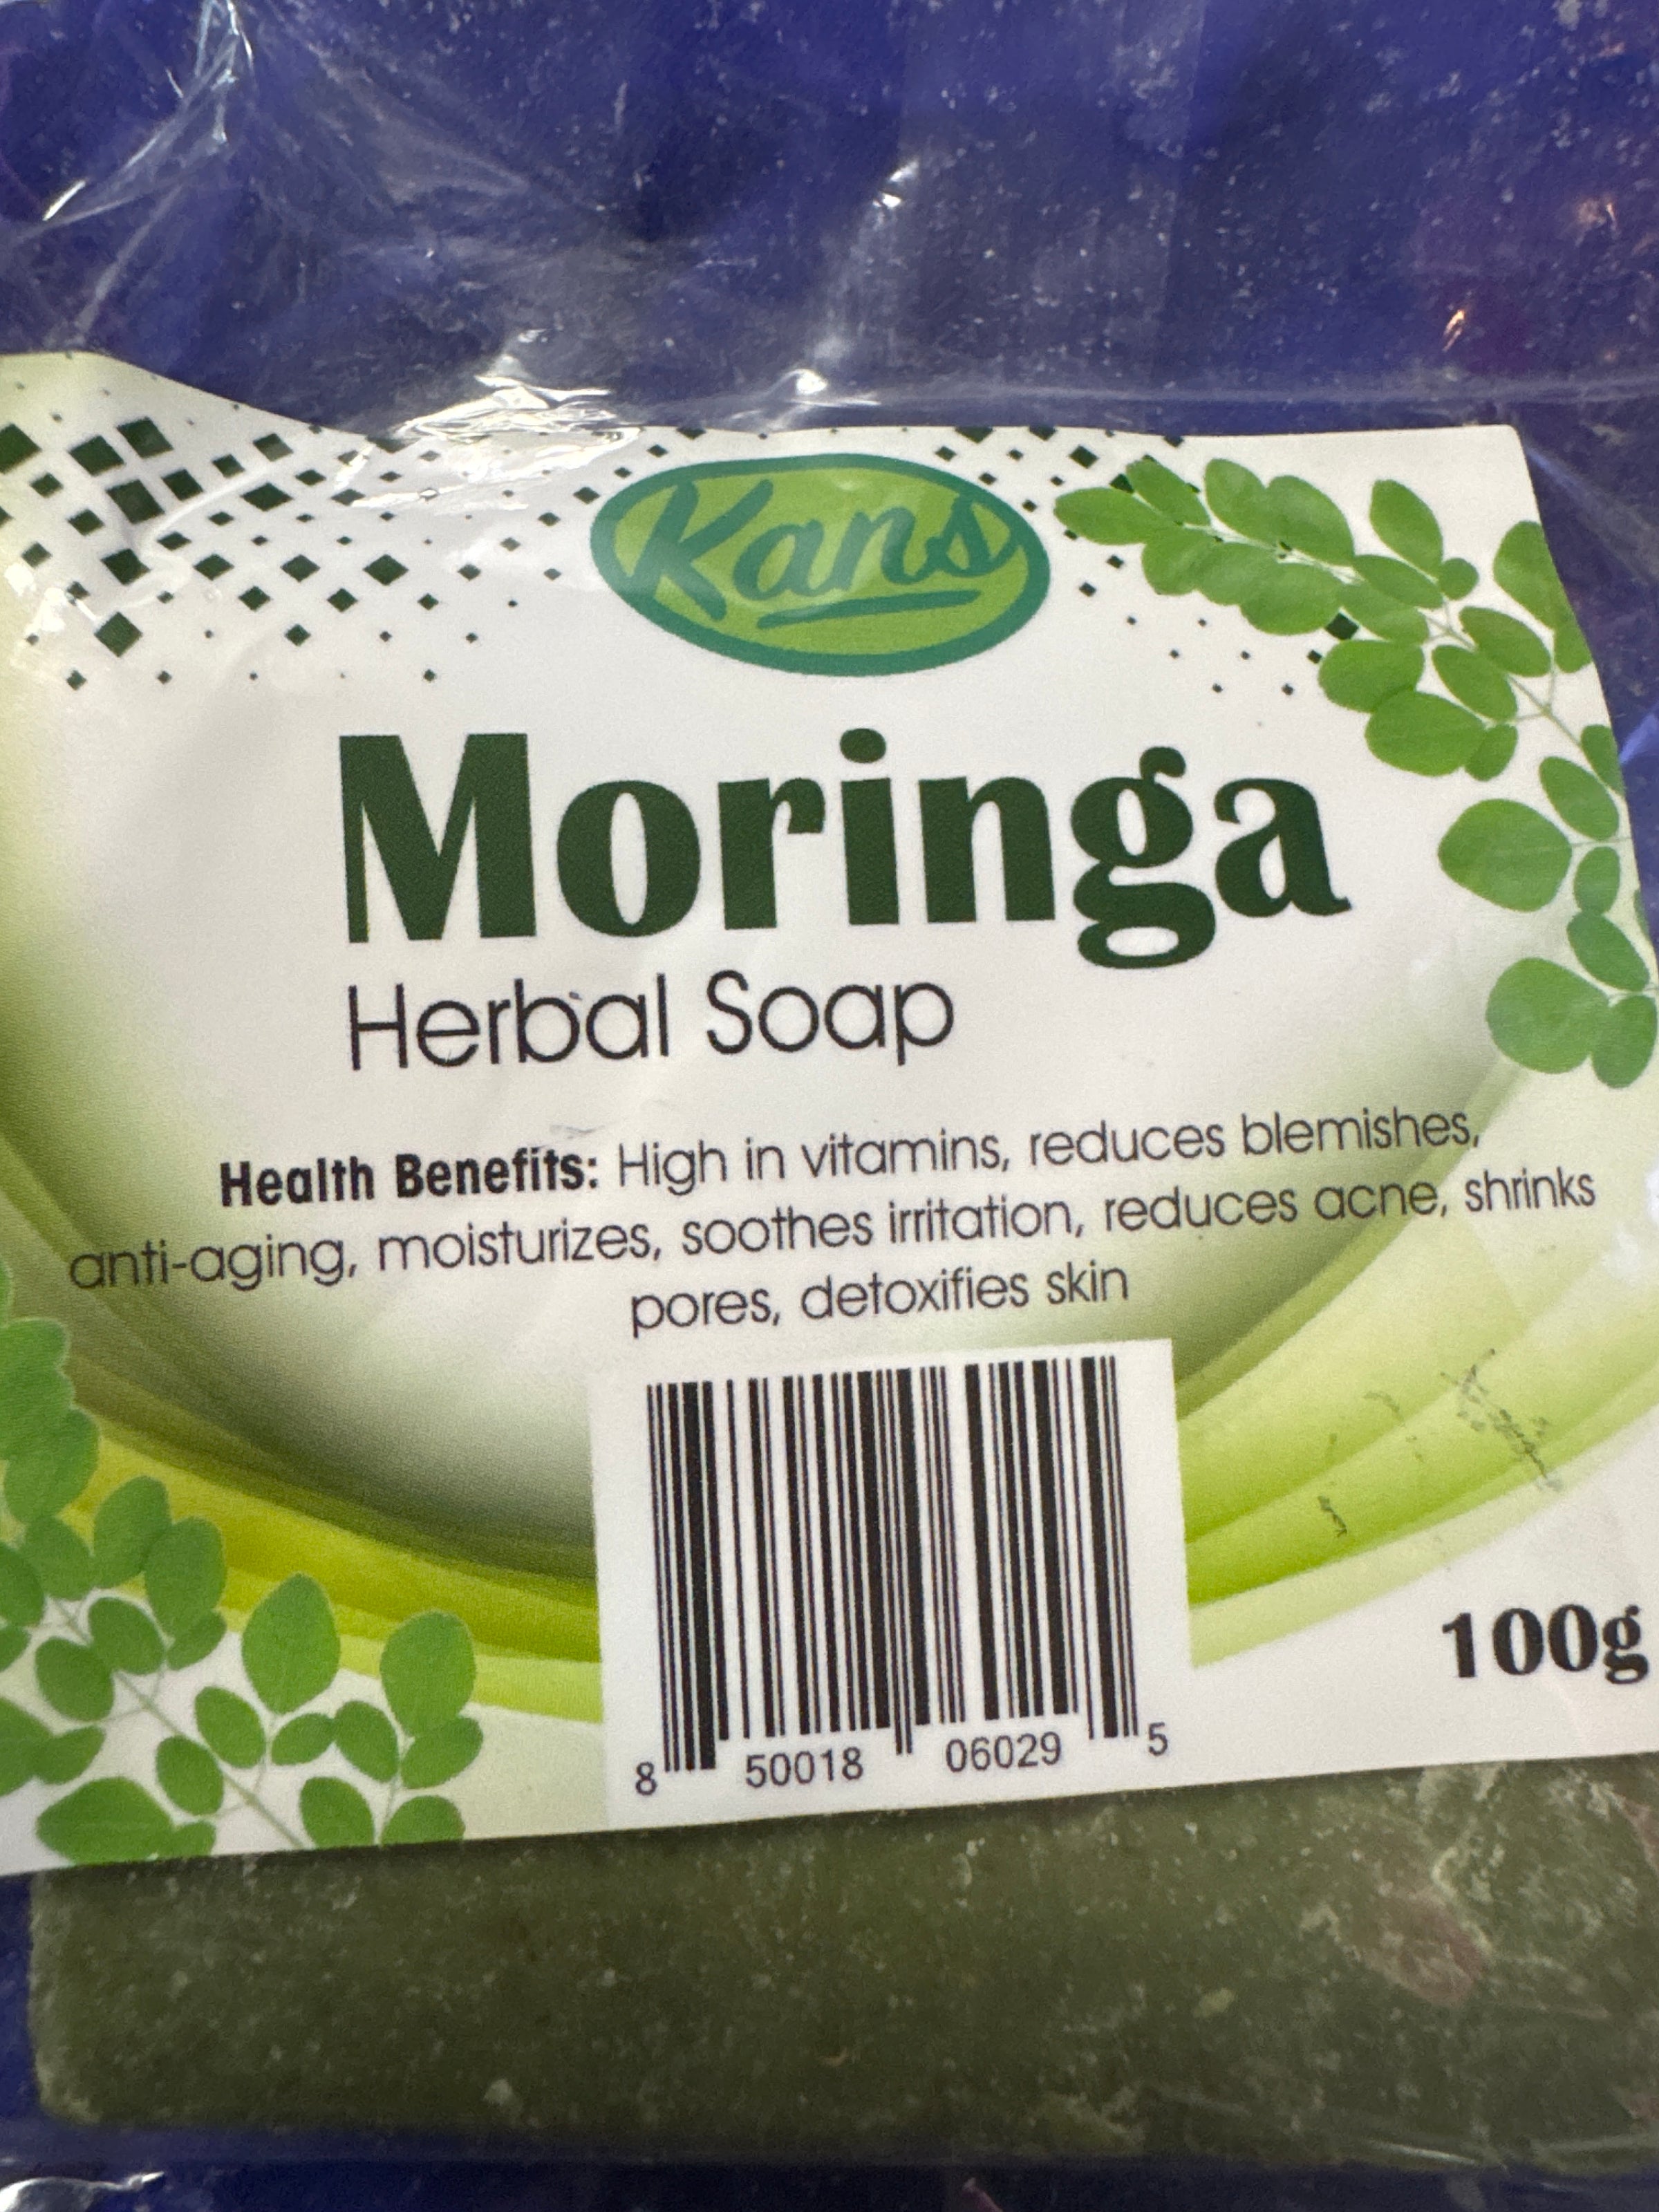 Kans
Moringa
Herbal Soap
Health Benefits: High in vitamins, reduces blemishes,
anti-aging, moisturizes, soothes irritation, reduces acne, shrinks
pores, detoxifies skin
8 50018 06029 5
100g